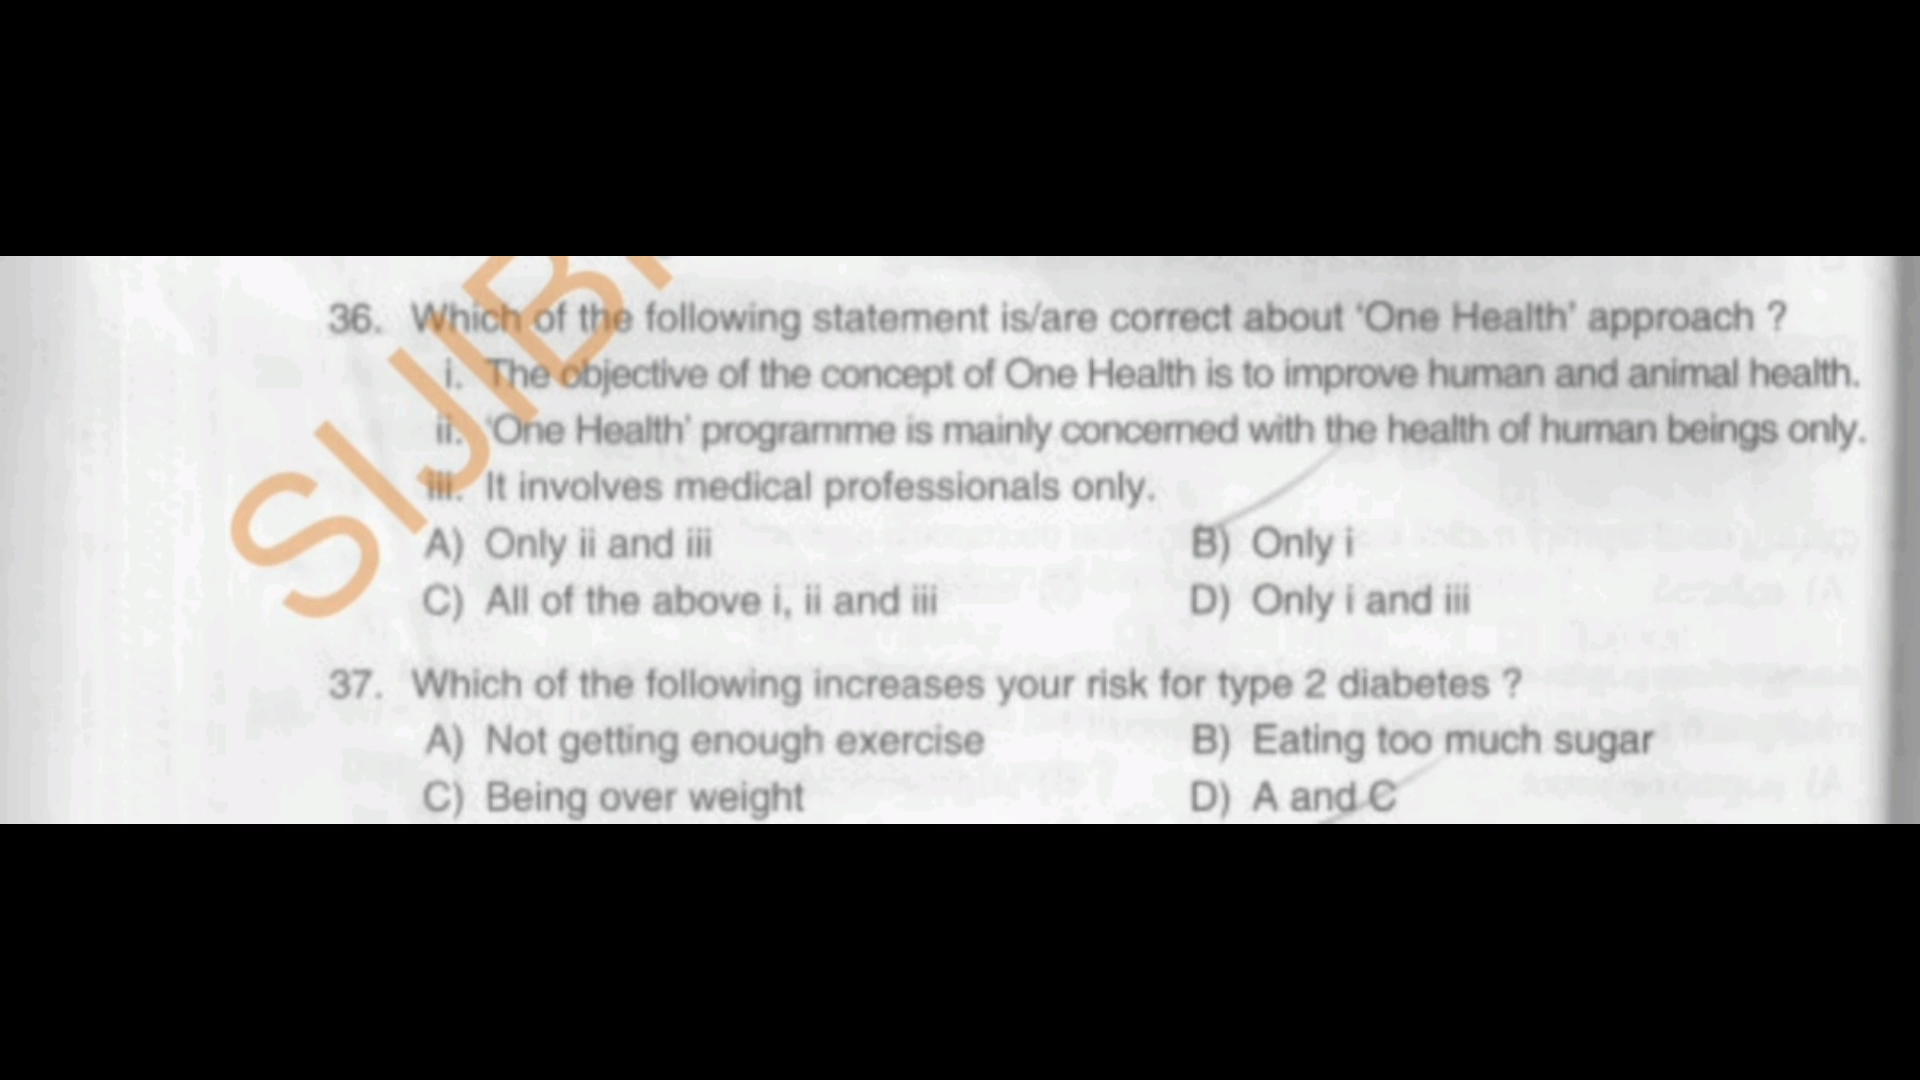 36. Which of the following statement is/are correct about ‘One Health’ approach ?
i. The objective of the concept of One Health is to improve human and animal health.
ii. ‘One Health’ programme is mainly concerned with the health of human beings only.
iii. It involves medical professionals only.
A) Only ii and iii B) Only i
C) All of the above i, ii and iii D) Only i and iii
37. Which of the following increases your risk for type 2 diabetes ?
A) Not getting enough exercise B) Eating too much sugar
C) Being over weight D) A and C